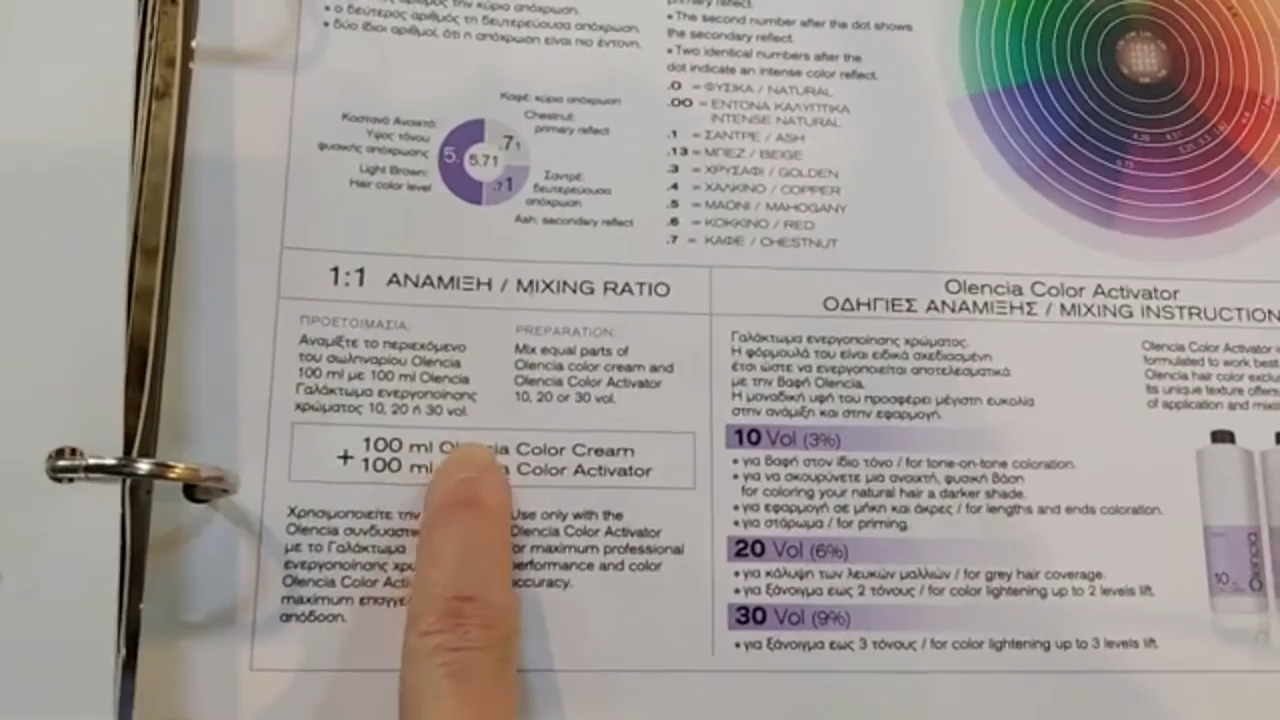 την κύρια απόχρωση.
• ο δεύτερος αριθμός τη δευτερεύουσα απόχρωση.
• δύο ίδιοι αριθμοί, ότι η απόχρωση είναι πιο έντονη.
primary reflect.
• The second number after the dot shows
the secondary reflect.
• Two identical numbers after the
dot indicate an intense color reflect.
.0 = ΦΥΣΙΚΑ / NATURAL
.00 = ΕΝΤΟΝΑ ΚΑΛΥΠΤΙΚΑ
INTENSE NATURAL
.1 = ΣΑΝΤΡΕ / ASH
.13 = ΜΠΕΖ / BEIGE
.3 = ΧΡΥΣΑΦΙ / GOLDEN
.4 = ΧΑΛΚΙΝΟ / COPPER
.5 = ΜΑΟΝΙ / MAHOGANY
.6 = ΚΟΚΚΙΝΟ / RED
.7 = ΚΑΦΕ / CHESTNUT
Καστανό Ανοιχτό:
Ύψος τόνου
φυσικής απόχρωσης
Light Brown:
Hair color level
5.
5.71
.71
.71
Καφέ: κύρια απόχρωση
Chestnut:
primary reflect
Σαντρέ:
δευτερεύουσα
απόχρωση
Ash: secondary reflect
1:1 ΑΝΑΜΙΞΗ / MIXING RATIO
ΠΡΟΕΤΟΙΜΑΣΙΑ:
Αναμίξτε το περιεχόμενο
του σωληναρίου Olencia
100 ml με 100 ml Olencia
Γαλάκτωμα ενεργοποίησης
χρώματος 10, 20 ή 30 vol.
PREPARATION:
Mix equal parts of
Olencia color cream and
Olencia Color Activator
10, 20 or 30 vol.
+ 100 ml Olencia Color Cream
100 ml Color Activator
Χρησιμοποιείτε την
Olencia συνδυαστ
με το Γαλάκτωμα
ενεργοποίησης χρ
Olencia Color Acti
maximum επαγγε
απόδοση.
Use only with the
Olencia Color Activator
or maximum professional
performance and color
accuracy.
Olencia Color Activator
ΟΔΗΓΙΕΣ ΑΝΑΜΙΞΗΣ / MIXING INSTRUCTION
Γαλάκτωμα ενεργοποίησης χρώματος.
Η φόρμουλά του είναι ειδικά σχεδιασμένη
έτσι ώστε να ενεργοποιείται αποτελεσματικά
με την Βαφή Olencia.
Η μοναδική υφή του προσφέρει μέγιστη ευκολία
στην ανάμιξη και στην εφαρμογή.
Olencia Color Activator
formulated to work best
Olencia hair color exclu
Its unique texture offers
of application and mixi
10 Vol (3%)
• για βαφή στον ίδιο τόνο / for tone-on-tone coloration.
• για να σκουρύνετε μια ανοιχτή, φυσική βάση
for coloring your natural hair a darker shade.
• για εφαρμογή σε μήκη και άκρες / for lengths and ends coloration.
• για στάρωμα / for priming.
20 Vol (6%)
• για κάλυψη των λευκών μαλλιών / for grey hair coverage.
• για ξάνοιγμα εως 2 τόνους / for color lightening up to 2 levels lift.
30 Vol (9%)
• για ξάνοιγμα εως 3 τόνους / for color lightening up to 3 levels lift.
10
Olencia